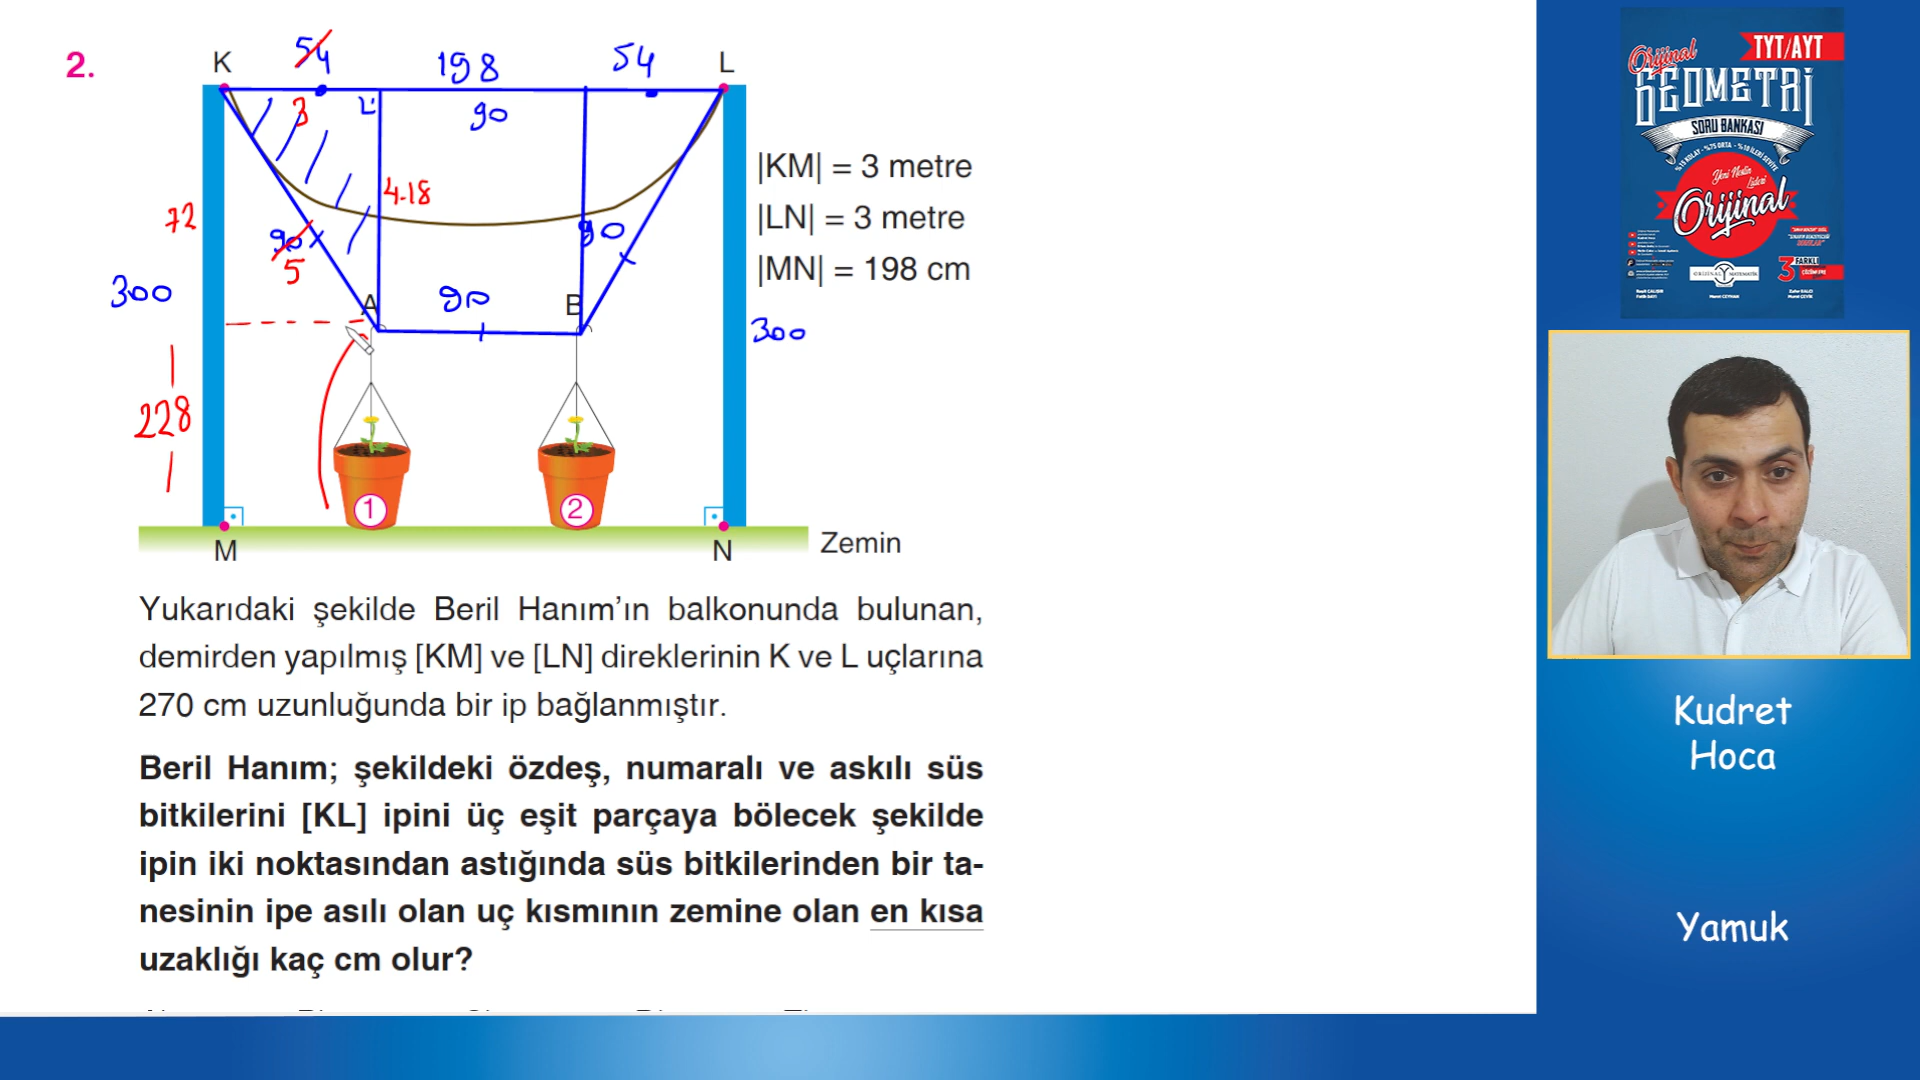 2.
K
54
198
54
L
3
90
4.18
72
90
5
90
300
A
90
B
300
228
1
2
M
N
Zemin
|KM| = 3 metre
|LN| = 3 metre
|MN| = 198 cm
Yukarıdaki şekilde Beril Hanım’ın balkonunda bulunan,
demirden yapılmış [KM] ve [LN] direklerinin K ve L uçlarına
270 cm uzunluğunda bir ip bağlanmıştır.
Beril Hanım; şekildeki özdeş, numaralı ve askılı süs
bitkilerini [KL] ipini üç eşit parçaya bölecek şekilde
ipin iki noktasından astığında süs bitkilerinden bir ta-
nesinin ipe asılı olan uç kısmının zemine olan en kısa
uzaklığı kaç cm olur?
Orijinal
TYT/AYT
GEOMETRİ
SORU BANKASI
Yeni Neslin
Lideri
Orijinal
3 FARKLI
Kudret
Hoca
Yamuk